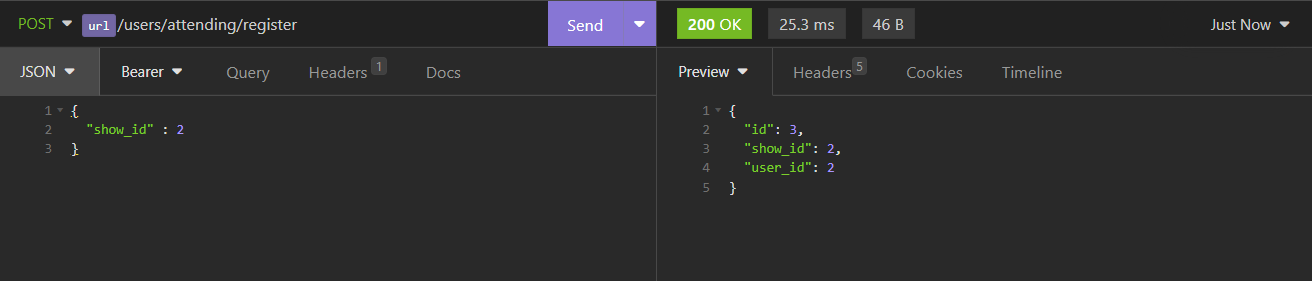 POST url/users/attending/register Send 200 OK 25.3 ms 46 B Just Now
JSON Bearer Query Headers 1 Docs Preview Headers 5 Cookies Timeline
1 {
2 "show_id" : 2
3 }
1 {
2 "id": 3,
3 "show_id": 2,
4 "user_id": 2
5 }